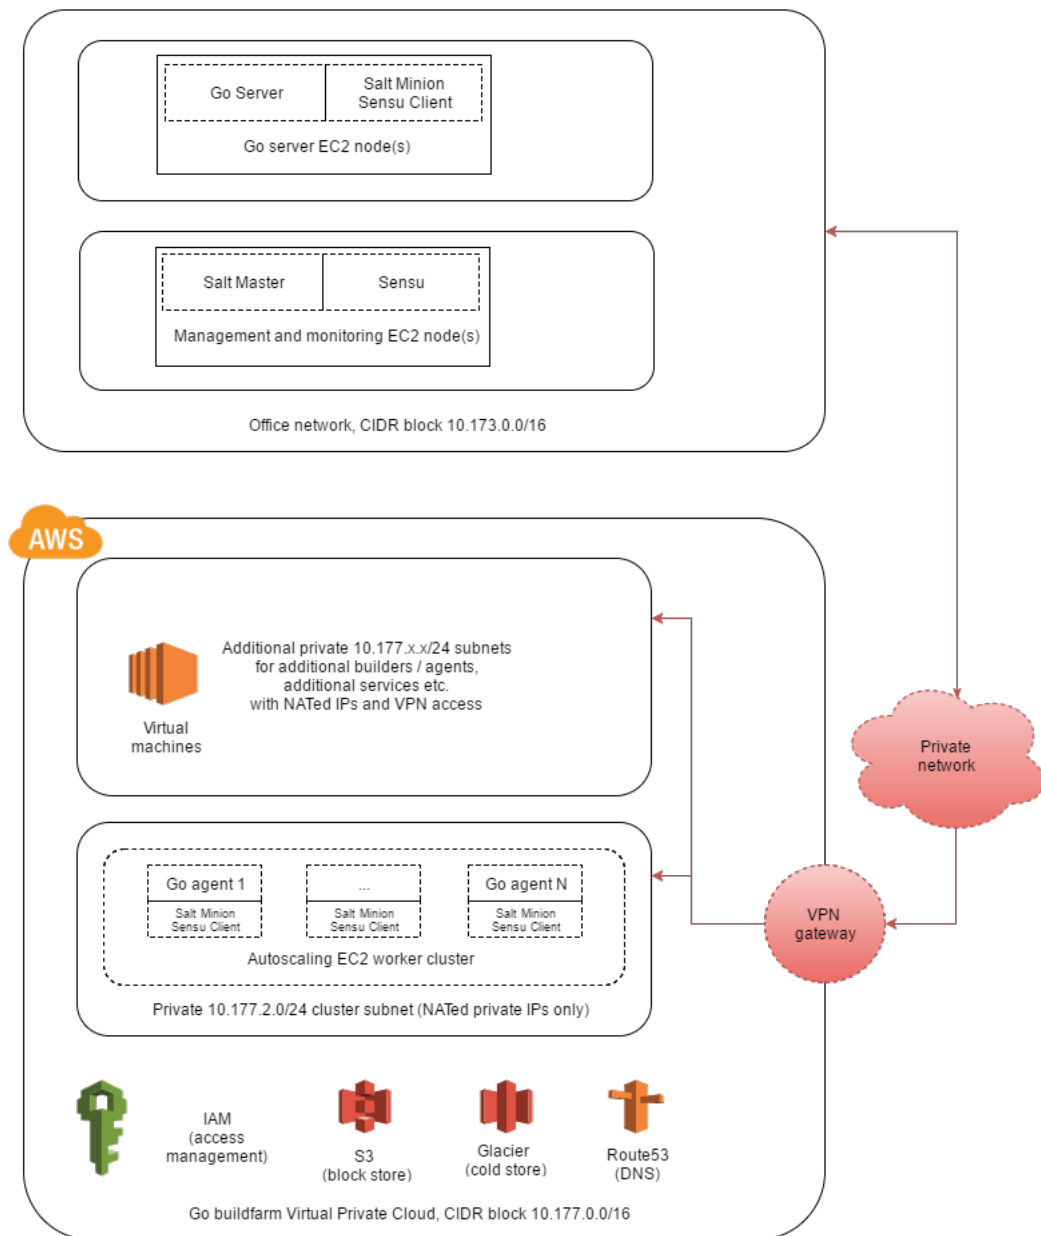 Go Server
Salt Minion
Sensu Client
Go server EC2 node(s)
Salt Master
Sensu
Management and monitoring EC2 node(s)
Office network, CIDR block 10.173.0.0/16
AWS
Additional private 10.177.x.x/24 subnets
for additional builders / agents,
additional services etc.
with NATed IPs and VPN access
Virtual
machines
Private
network
Go agent 1
Salt Minion
Sensu Client
...
Salt Minion
Sensu Client
Go agent N
Salt Minion
Sensu Client
Autoscaling EC2 worker cluster
VPN
gateway
Private 10.177.2.0/24 cluster subnet (NATed private IPs only)
IAM
(access
management)
S3
(block store)
Glacier
(cold store)
Route53
(DNS)
Go buildfarm Virtual Private Cloud, CIDR block 10.177.0.0/16